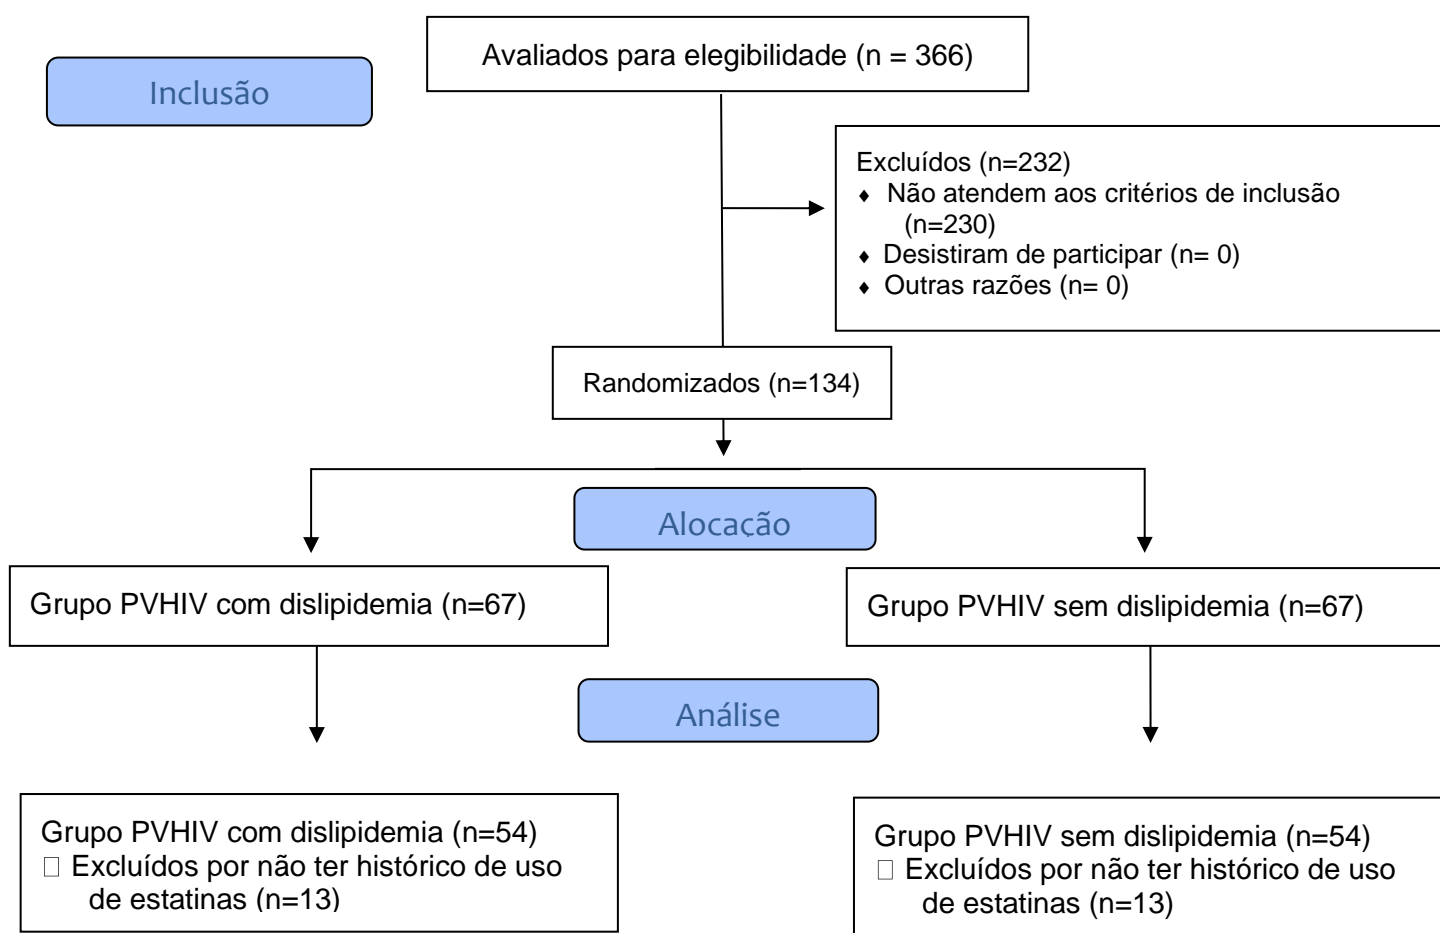 Avaliados para elegibilidade (n = 366)
Inclusão
Excluídos (n=232)
♦ Não atendem aos critérios de inclusão
(n=230)
♦ Desistiram de participar (n= 0)
♦ Outras razões (n= 0)
Randomizados (n=134)
Alocação
Grupo PVHIV com dislipidemia (n=67)
Grupo PVHIV sem dislipidemia (n=67)
Análise
Grupo PVHIV com dislipidemia (n=54)
□ Excluídos por não ter histórico de uso
de estatinas (n=13)
Grupo PVHIV sem dislipidemia (n=54)
□ Excluídos por não ter histórico de uso
de estatinas (n=13)